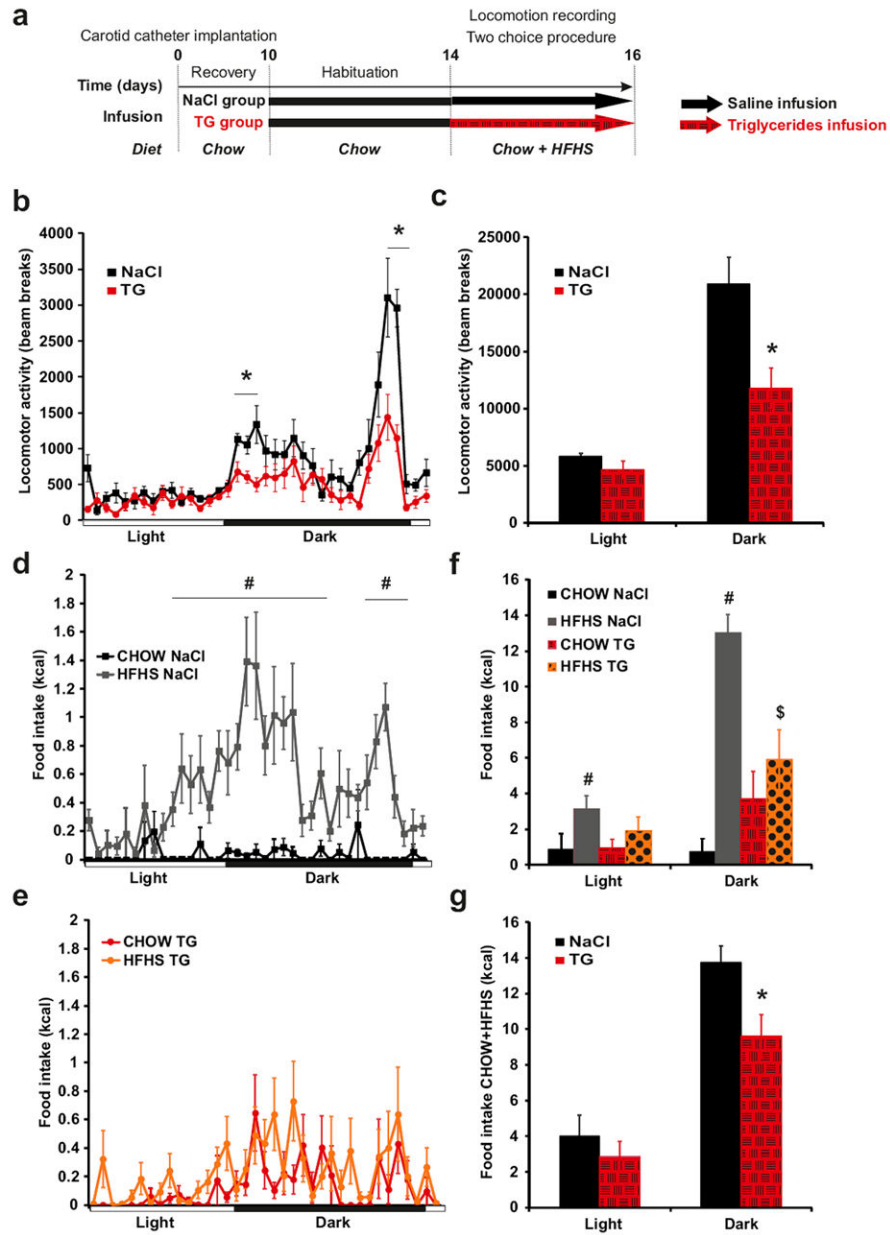 a
Locomotion recording
Carotid catheter implantation Two choice procedure
0 10 14 16
Recovery Habituation
Time (days)
NaCl group
Infusion
TG group
Diet Chow Chow Chow + HFHS
Saline infusion
Triglycerides infusion
b
Locomotor activity (beam breaks)
4000
3500
3000
2500
2000
1500
1000
500
0
NaCl
TG
*
*
Light Dark
c
Locomotor activity (beam breaks)
25000
20000
15000
10000
5000
0
NaCl
TG
*
Light Dark
d
Food intake (kcal)
2
1.8
1.6
1.4
1.2
1
0.8
0.6
0.4
0.2
0
# #
CHOW NaCl
HFHS NaCl
Light Dark
f
Food intake (kcal)
16
14
12
10
8
6
4
2
0
CHOW NaCl
HFHS NaCl
CHOW TG
HFHS TG
#
#
$
Light Dark
e
Food intake (kcal)
2
1.8
1.6
1.4
1.2
1
0.8
0.6
0.4
0.2
0
CHOW TG
HFHS TG
Light Dark
g
Food intake CHOW+HFHS (kcal)
16
14
12
10
8
6
4
2
0
NaCl
TG
*
Light Dark